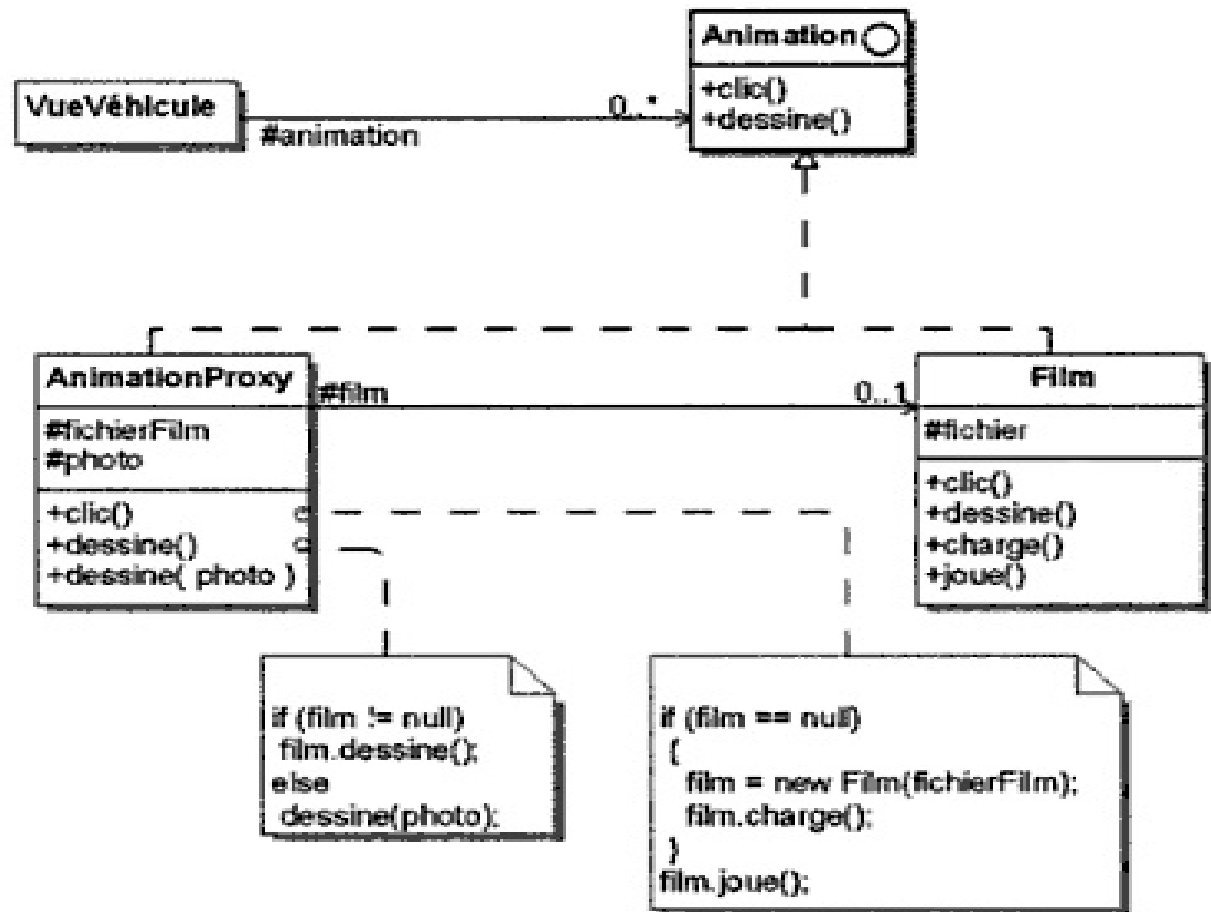 Animation
+clic()
+dessine()
VueVéhicule
#animation
0..*
AnimationProxy
#fichierFilm
#photo
+clic()
+dessine()
+dessine( photo )
#film
0..1
Film
#fichier
+clic()
+dessine()
+charge()
+joue()
if (film != null)
film.dessine();
else
dessine(photo);
if (film == null)
{
film = new Film(fichierFilm);
film.charge();
}
film.joue();